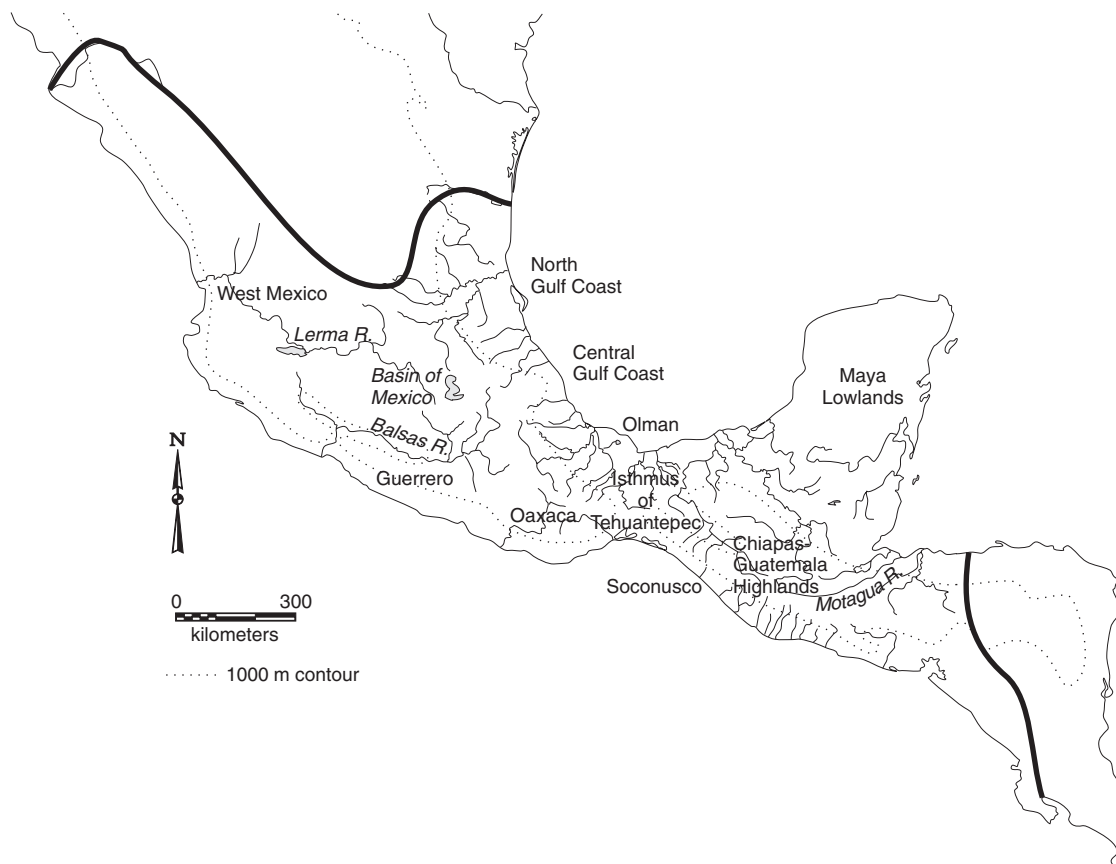 North
Gulf Coast
West Mexico
Lerma R.
Central
Gulf Coast
Basin of
Mexico
Maya
Lowlands
Olman
Balsas R.
N
Guerrero
Isthmus
of
Tehuantepec
Oaxaca
Chiapas-
Guatemala
Highlands
Soconusco
Motagua R.
0 300
kilometers
1000 m contour